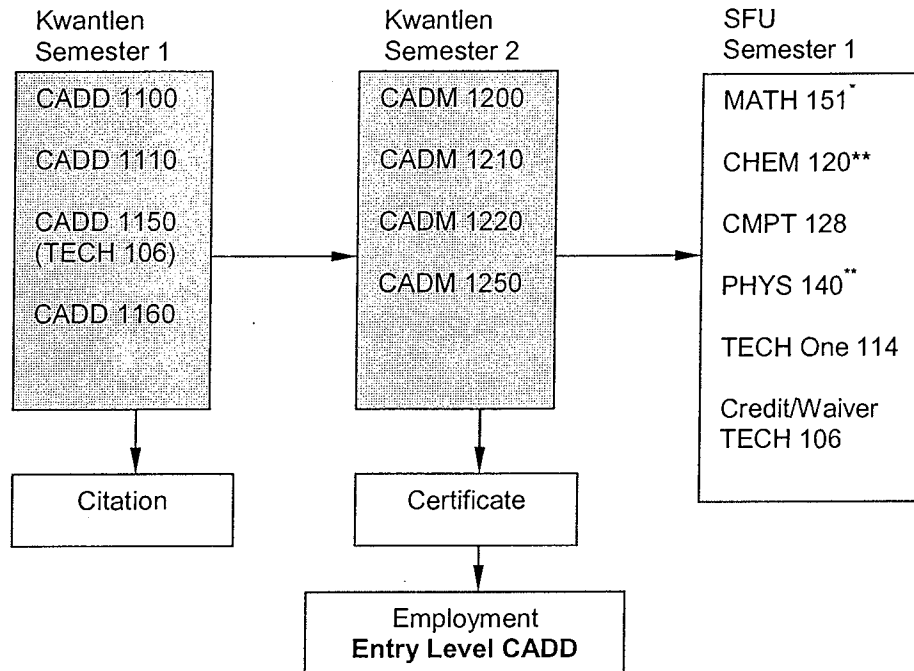 Kwantlen
Semester 1
CADD 1100
CADD 1110
CADD 1150
(TECH 106)
CADD 1160
Citation
Kwantlen
Semester 2
CADM 1200
CADM 1210
CADM 1220
CADM 1250
Certificate
Employment
Entry Level CADD
SFU
Semester 1
MATH 151*
CHEM 120**
CMPT 128
PHYS 140**
TECH One 114
Credit/Waiver
TECH 106